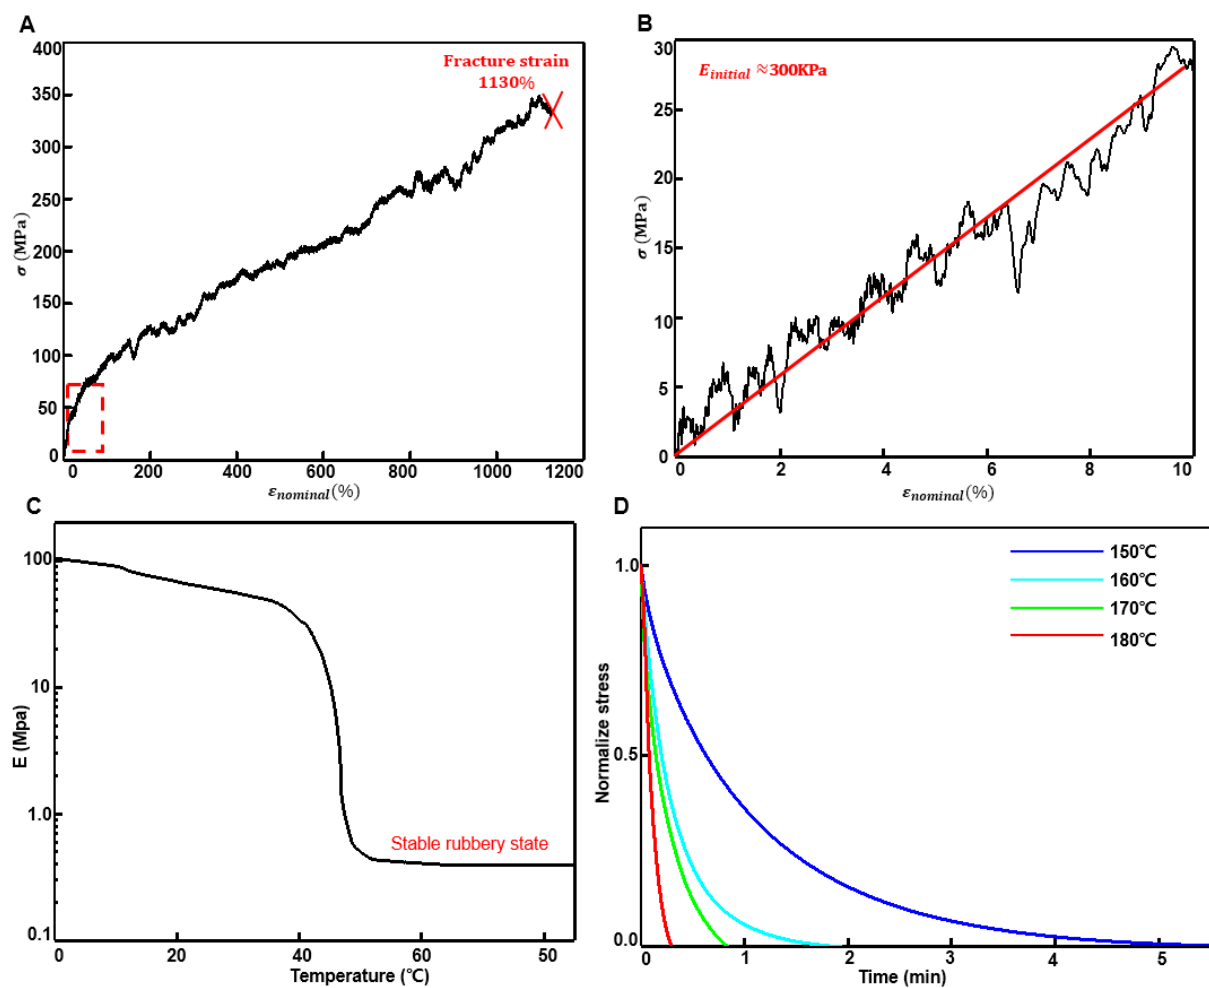 A
400
350
300
250
200
150
100
50
0
σ (MPa)
Fracture strain
1130%
0 200 400 600 800 1000 1200
ε_nominal(%)
B
30
25
20
15
10
5
0
σ (MPa)
E_initial ≈300KPa
0 2 4 6 8 10
ε_nominal(%)
C
100
10
1.0
0.1
E (Mpa)
Stable rubbery state
0 20 40 60 50
Temperature (℃)
D
1.0
0.5
0.0
Normalize stress
150℃
160℃
170℃
180℃
0 1 2 3 4 5
Time (min)